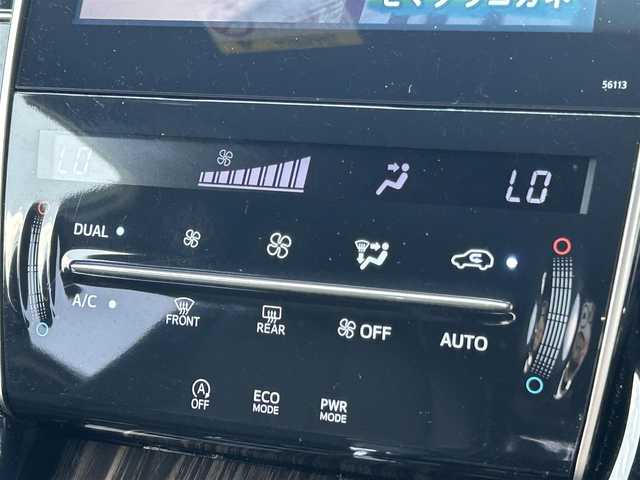 56113
LO
LO
DUAL
A/C
FRONT
REAR
OFF
AUTO
A
OFF
ECO
MODE
PWR
MODE